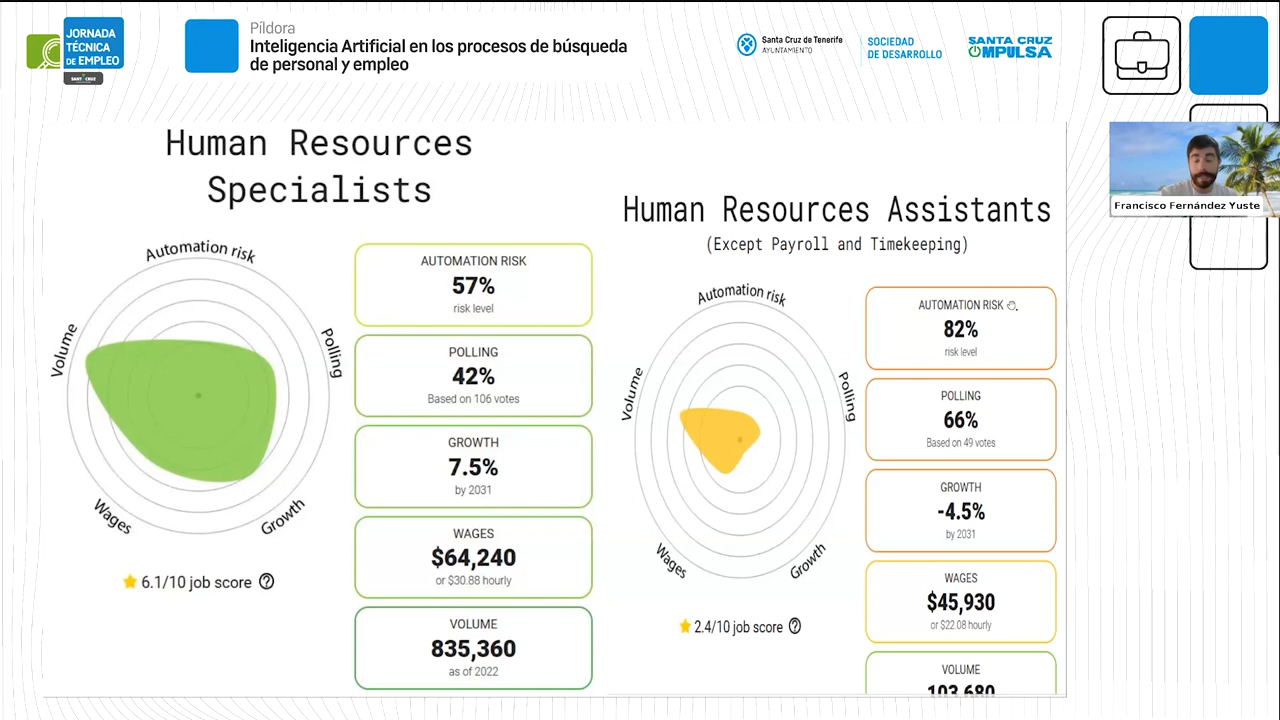 JORNADA
TÉCNICA
DE EMPLEO
SANTACRUZ
Píldora
Inteligencia Artificial en los procesos de búsqueda
de personal y empleo
Santa Cruz de Tenerife
AYUNTAMIENTO
SOCIEDAD
DE DESARROLLO
SANTA CRUZ
IMPULSA
Francisco Fernández Yuste
Human Resources
Specialists
Automation risk
Volume
Polling
Wages
Growth
6.1/10 job score
AUTOMATION RISK
57%
risk level
POLLING
42%
Based on 106 votes
GROWTH
7.5%
by 2031
WAGES
$64,240
or $30.88 hourly
VOLUME
835,360
as of 2022
Human Resources Assistants
(Except Payroll and Timekeeping)
Automation risk
Volume
Polling
Wages
Growth
2.4/10 job score
AUTOMATION RISK
82%
risk level
POLLING
66%
Based on 49 votes
GROWTH
-4.5%
by 2031
WAGES
$45,930
or $22.08 hourly
VOLUME
103,680